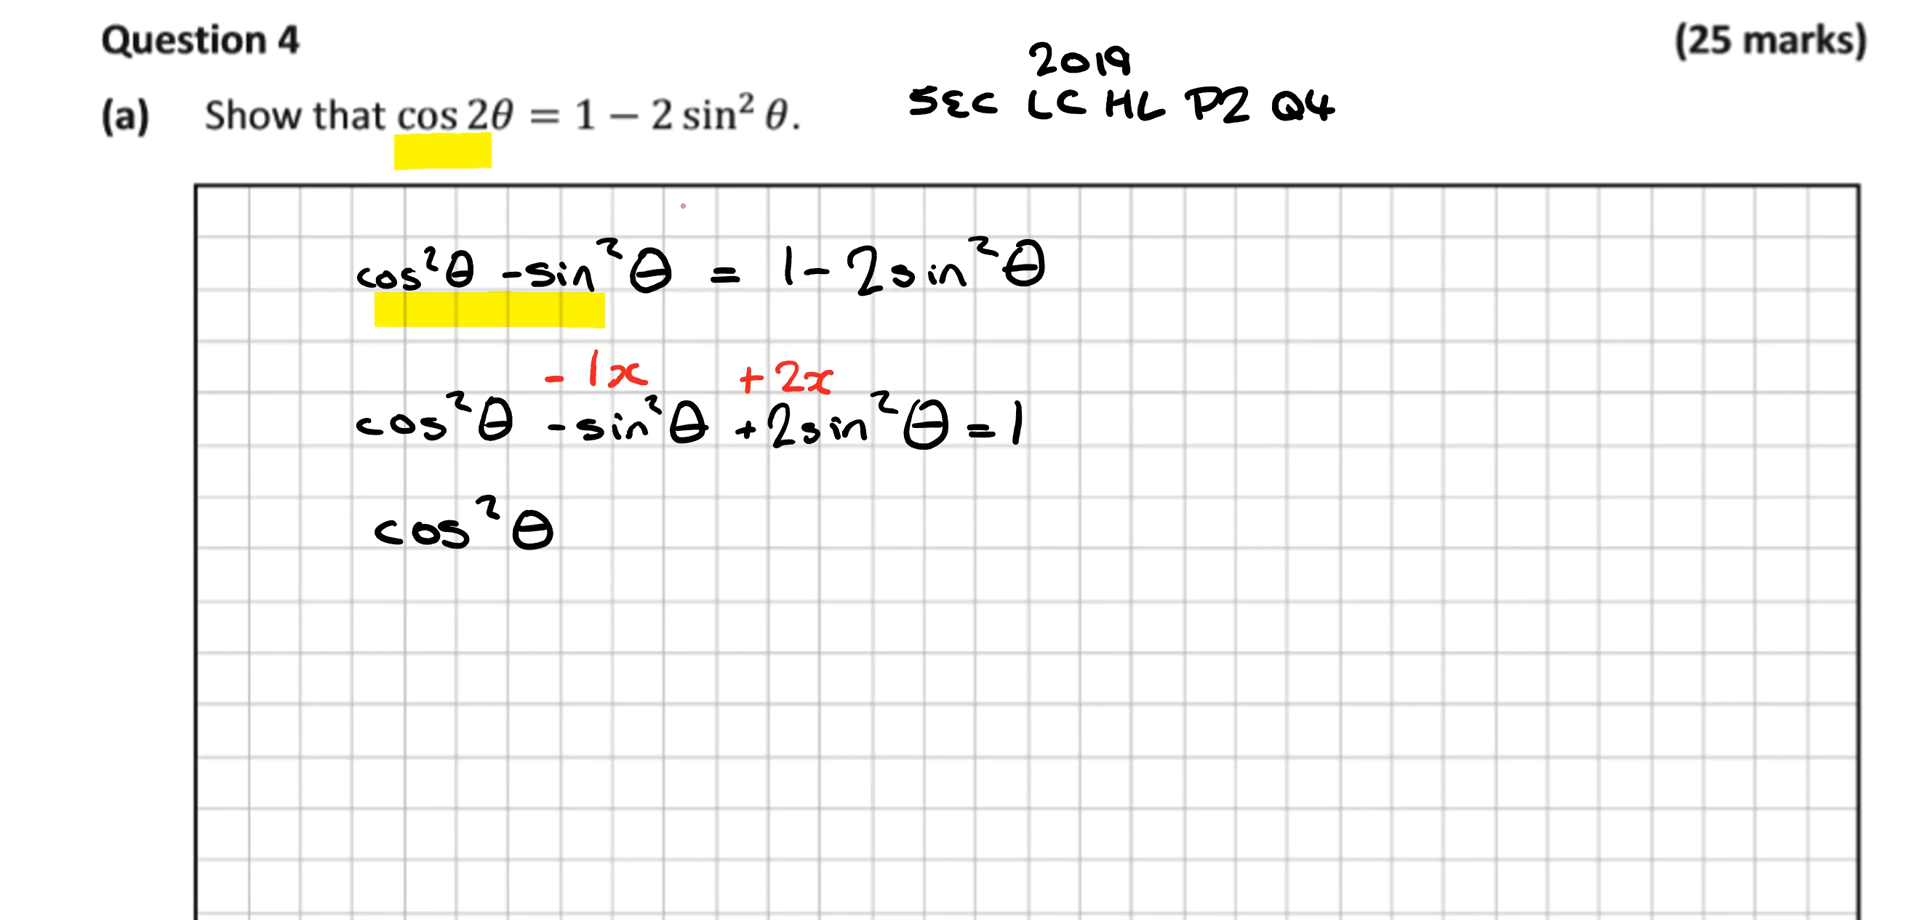 Question 4
(25 marks)
2019
SEC LC HL P2 Q4
(a) Show that cos 2θ = 1 − 2 sin² θ.
cos²θ - sin²θ = 1 - 2sin²θ
- 1x + 2x
cos²θ - sin²θ + 2sin²θ = 1
cos²θ